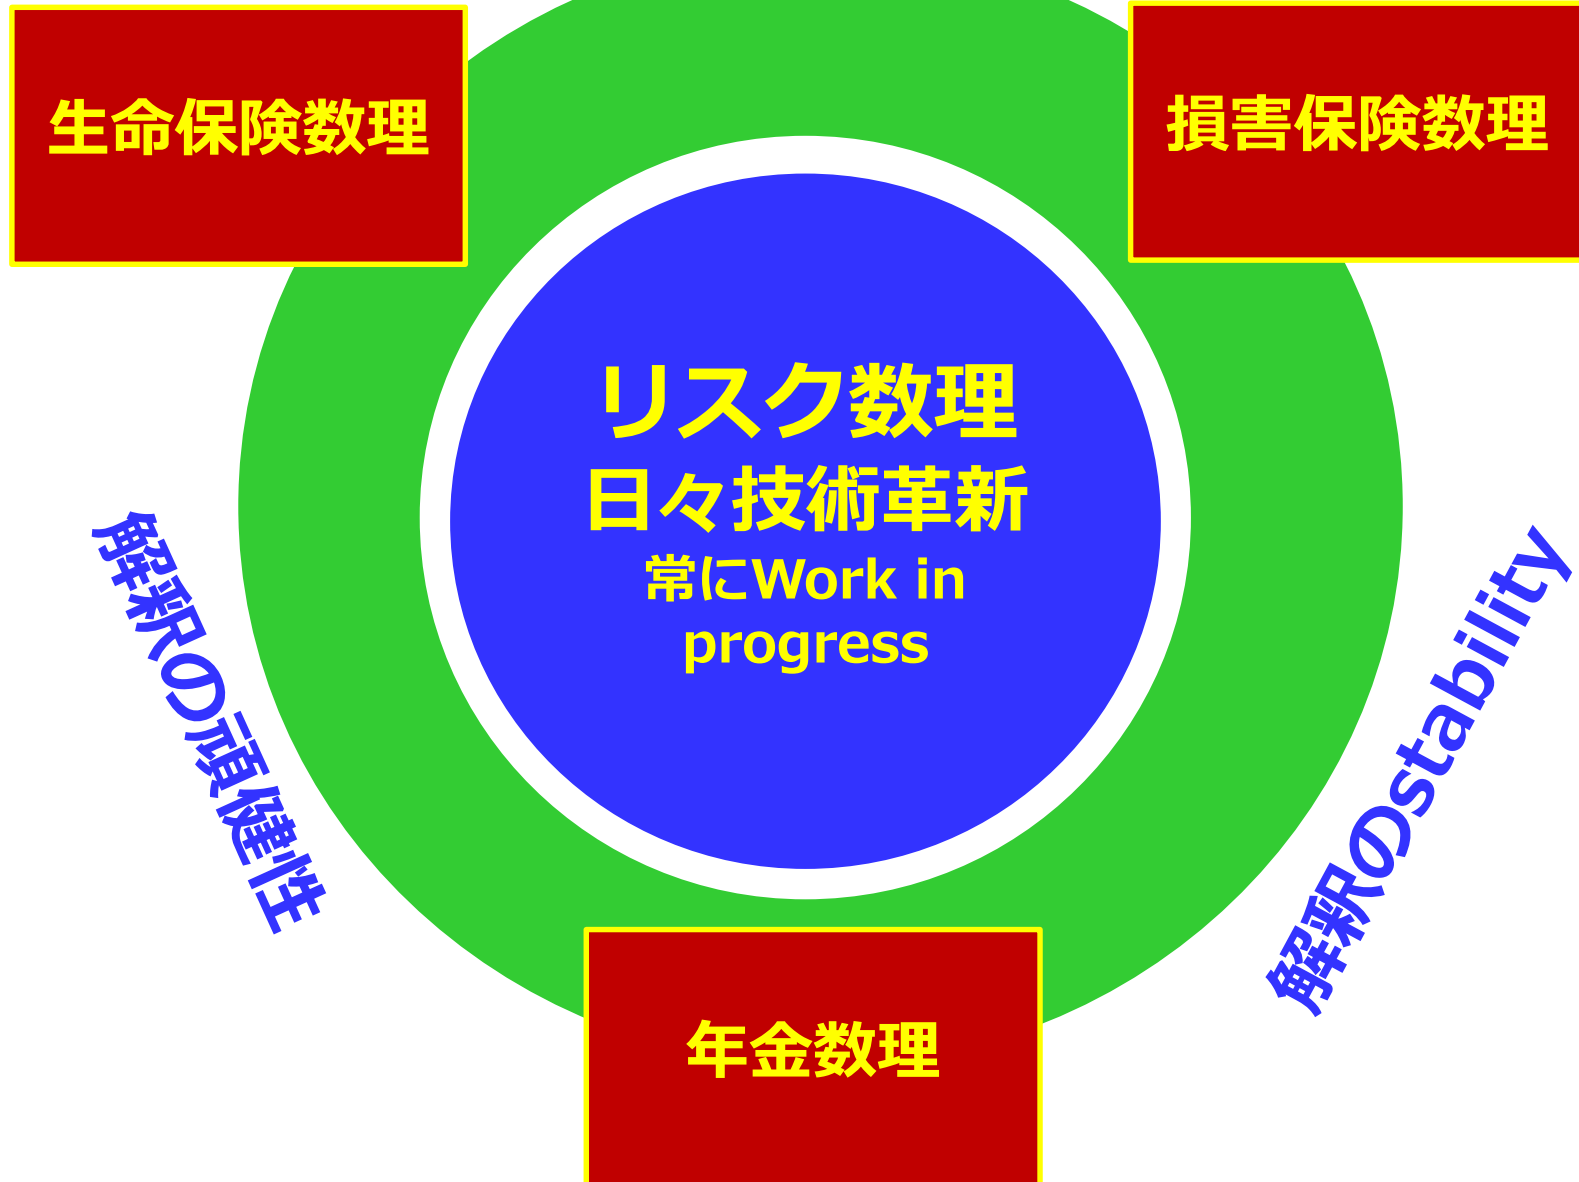 生命保険数理
損害保険数理
リスク数理
日々技術革新
常にWork in
progress
解釈の頑健性
解釈のstability
年金数理